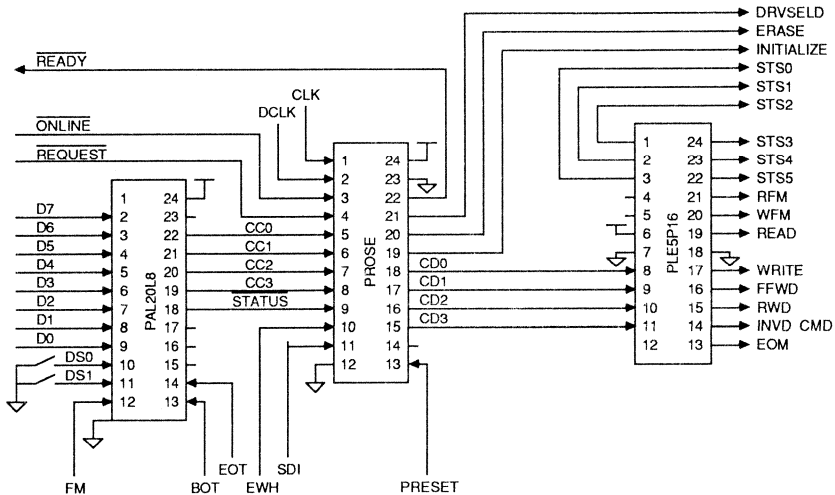 DRVSELD
ERASE
INITIALIZE
READY
STS0
STS1
CLK
STS2
DCLK
ONLINE
REQUEST
1 24 STS3
2 23 STS4
3 22 STS5
4 21 RFM
5 20 WFM
6 19 READ
7 18
8 17 WRITE
9 16 FFWD
10 15 RWD
11 14 INVD CMD
12 13 EOM
PLE5P16
1 24
2 23
3 22
4 21
5 20
6 19
7 18 CD0
8 17 CD1
9 16 CD2
10 15 CD3
11 14
12 13
PROSE
1 24
D7 2 23
D6 3 22 CC0
D5 4 21 CC1
D4 5 20 CC2
D3 6 19 CC3
D2 7 18 STATUS
D1 8 17
D0 9 16
DS0 10 15
DS1 11 14
12 13
PAL20L8
FM
BOT
EOT
EWH
SDI
PRESET